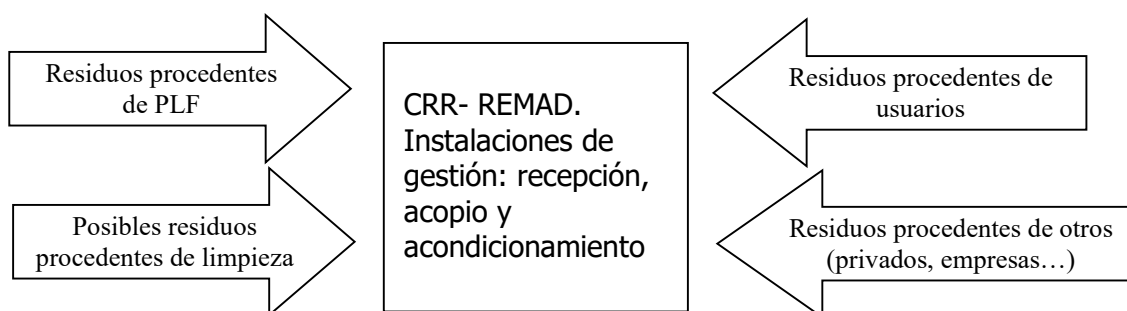 Residuos procedentes
de PLF
Posibles residuos
procedentes de limpieza
CRR- REMAD.
Instalaciones de
gestión: recepción,
acopio y
acondicionamiento
Residuos procedentes de
usuarios
Residuos procedentes de otros
(privados, empresas…)